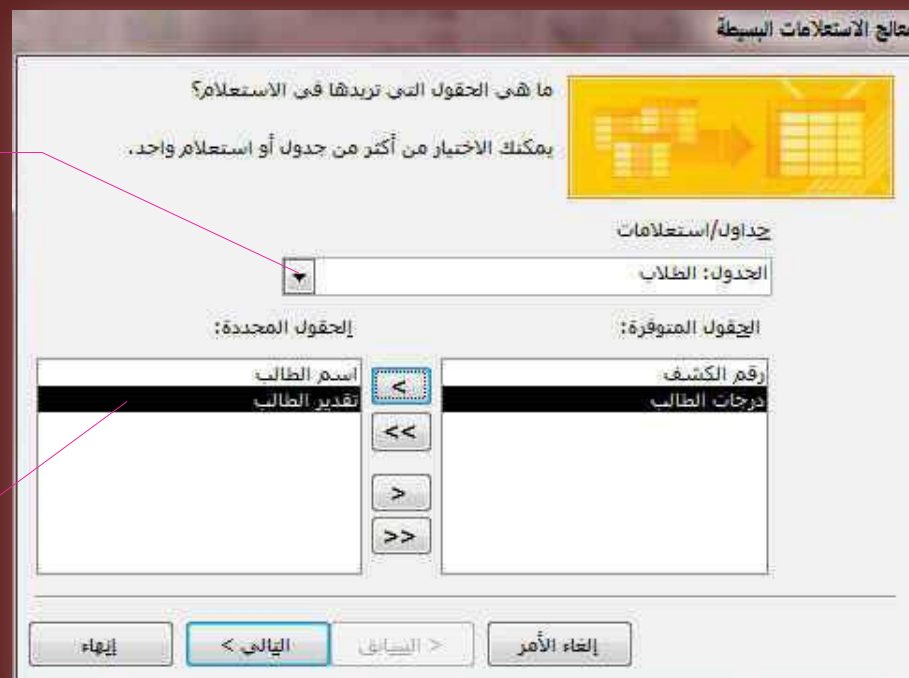 معالج الاستعلامات البسيطة
ما هي الحقول التي تريدها في الاستعلام؟
يمكنك الاختيار من أكثر من جدول أو استعلام واحد.
جداول/استعلامات
الجدول: الطلاب
الحقول المتوفرة:
الحقول المحددة:
رقم الكشف
درجات الطالب
>
>>
<
<<
اسم الطالب
تقدير الطالب
إلغاء الأمر
< السابق
التالي >
إنهاء